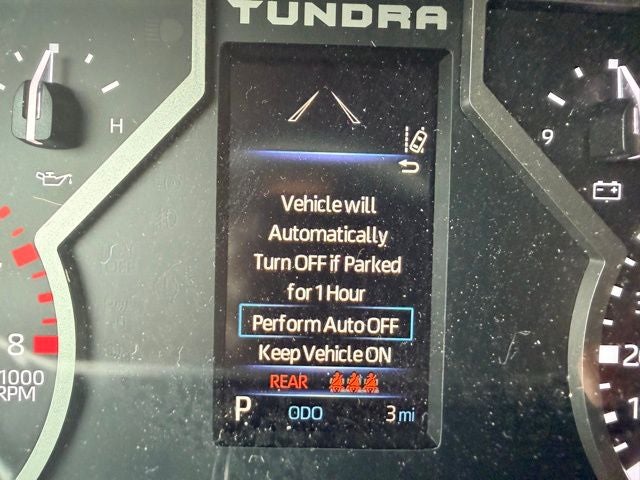 TUNDRA
H
9
Vehicle will
Automatically
Turn OFF if Parked
for 1 Hour
Perform Auto OFF
Keep Vehicle ON
REAR
P ODO 3 mi
8
1000
RPM